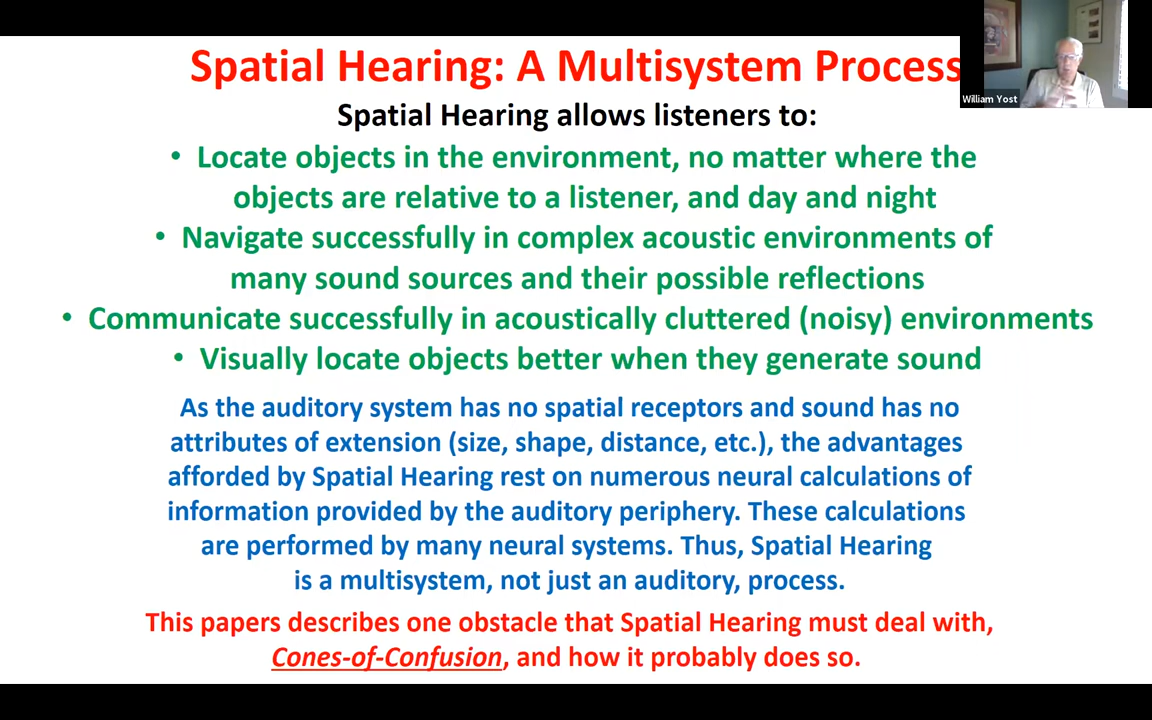 Spatial Hearing: A Multisystem Process
William Yost
Spatial Hearing allows listeners to:
• Locate objects in the environment, no matter where the
objects are relative to a listener, and day and night
• Navigate successfully in complex acoustic environments of
many sound sources and their possible reflections
• Communicate successfully in acoustically cluttered (noisy) environments
• Visually locate objects better when they generate sound
As the auditory system has no spatial receptors and sound has no
attributes of extension (size, shape, distance, etc.), the advantages
afforded by Spatial Hearing rest on numerous neural calculations of
information provided by the auditory periphery. These calculations
are performed by many neural systems. Thus, Spatial Hearing
is a multisystem, not just an auditory, process.
This papers describes one obstacle that Spatial Hearing must deal with,
Cones-of-Confusion, and how it probably does so.